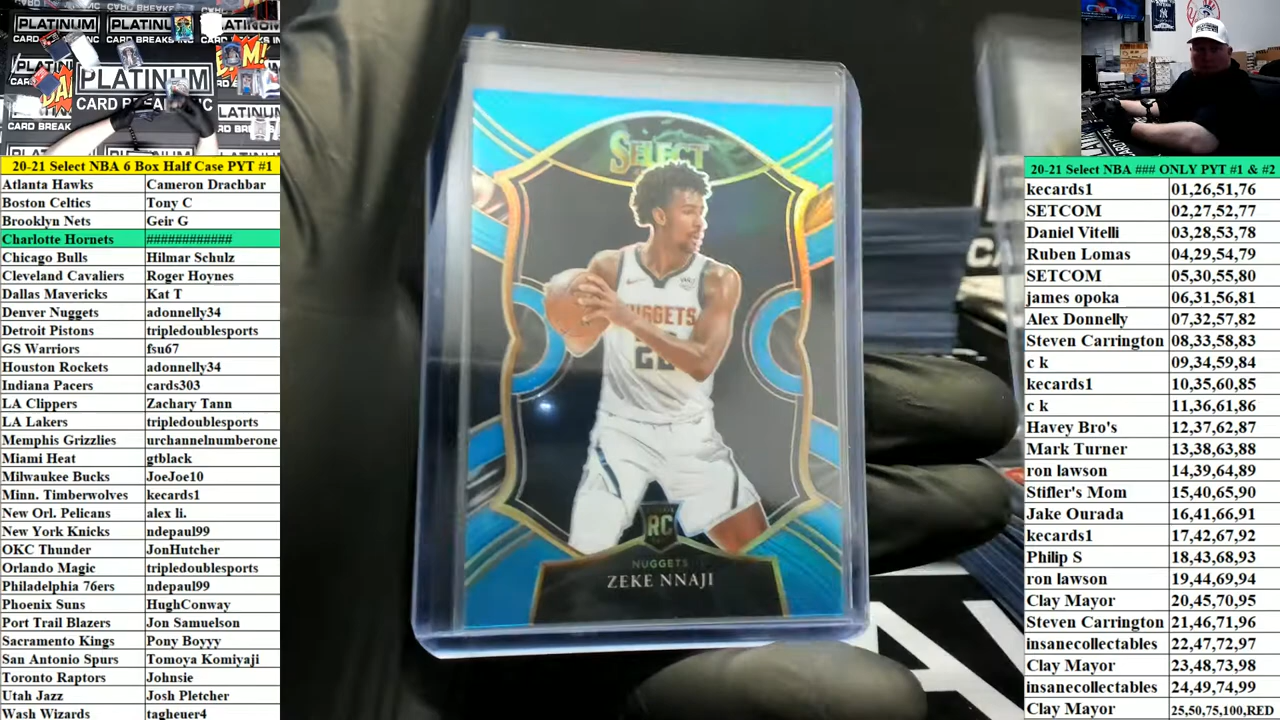 PLATINUM
CARD BREAKS INC
20-21 Select NBA 6 Box Half Case PYT #1
Atlanta Hawks Cameron Drachbar
Boston Celtics Tony C
Brooklyn Nets Geir G
Charlotte Hornets ############
Chicago Bulls Hilmar Schulz
Cleveland Cavaliers Roger Hoynes
Dallas Mavericks Kat T
Denver Nuggets adonnelly34
Detroit Pistons tripledoublesports
GS Warriors fsu67
Houston Rockets adonnelly34
Indiana Pacers cards303
LA Clippers Zachary Tann
LA Lakers tripledoublesports
Memphis Grizzlies urchannelnumberone
Miami Heat gtblack
Milwaukee Bucks JoeJoe10
Minn. Timberwolves kecards1
New Orl. Pelicans alex li.
New York Knicks ndepaul99
OKC Thunder JonHutcher
Orlando Magic tripledoublesports
Philadelphia 76ers ndepaul99
Phoenix Suns HughConway
Port Trail Blazers Jon Samuelson
Sacramento Kings Pony Boyyy
San Antonio Spurs Tomoya Komiyaji
Toronto Raptors Johnsie
Utah Jazz Josh Pletcher
Wash Wizards tagheuer4
SELECT
NUGGETS
22
RC
NUGGETS
ZEKE NNAJI
20-21 Select NBA ### ONLY PYT #1 & #2
kecards1 01,26,51,76
SETCOM 02,27,52,77
Daniel Vitelli 03,28,53,78
Ruben Lomas 04,29,54,79
SETCOM 05,30,55,80
james opoka 06,31,56,81
Alex Donnelly 07,32,57,82
Steven Carrington 08,33,58,83
c k 09,34,59,84
kecards1 10,35,60,85
c k 11,36,61,86
Havey Bro's 12,37,62,87
Mark Turner 13,38,63,88
ron lawson 14,39,64,89
Stifler's Mom 15,40,65,90
Jake Ourada 16,41,66,91
kecards1 17,42,67,92
Philip S 18,43,68,93
ron lawson 19,44,69,94
Clay Mayor 20,45,70,95
Steven Carrington 21,46,71,96
insanecollectables 22,47,72,97
Clay Mayor 23,48,73,98
insanecollectables 24,49,74,99
Clay Mayor 25,50,75,100,RED